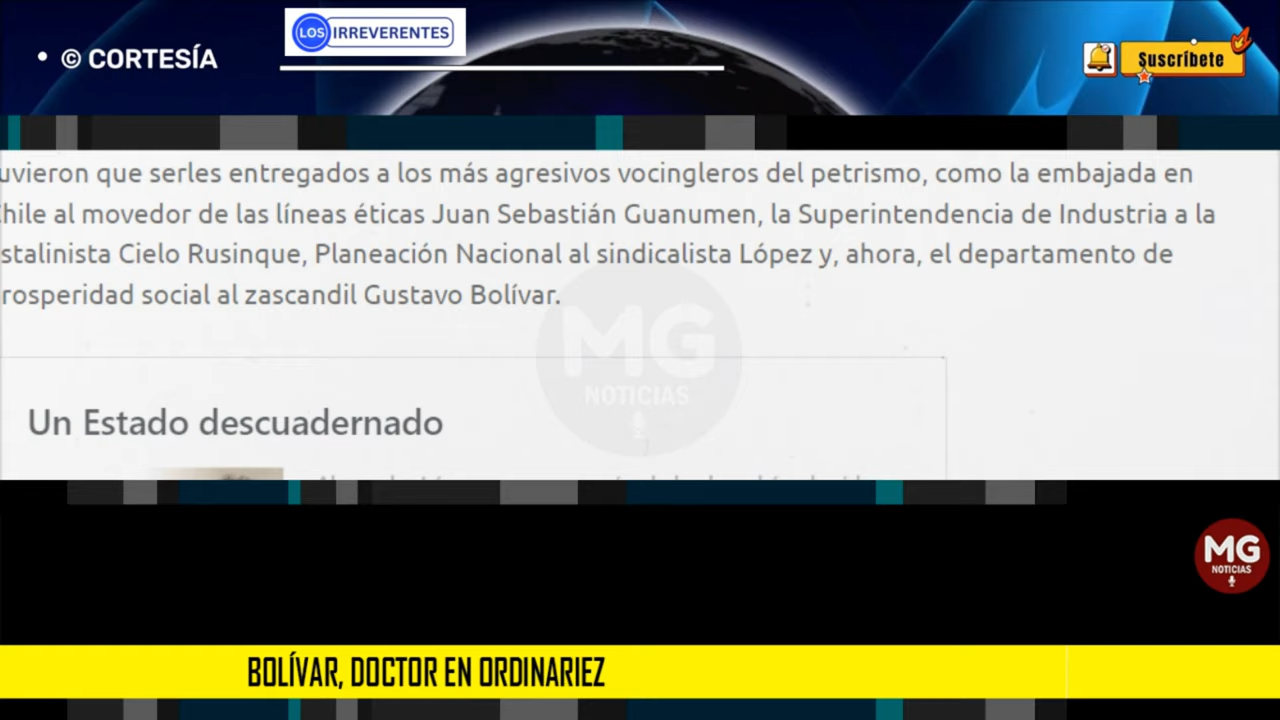 • © CORTESÍA
LOS IRREVERENTES
Suscríbete
uvieron que serles entregados a los más agresivos vocingleros del petrismo, como la embajada en
hile al movedor de las líneas éticas Juan Sebastián Guanumen, la Superintendencia de Industria a la
stalinista Cielo Rusinque, Planeación Nacional al sindicalista López y, ahora, el departamento de
rosperidad social al zascandil Gustavo Bolívar.
MG
NOTICIAS
Un Estado descuadernado
MG
NOTICIAS
BOLÍVAR, DOCTOR EN ORDINARIEZ